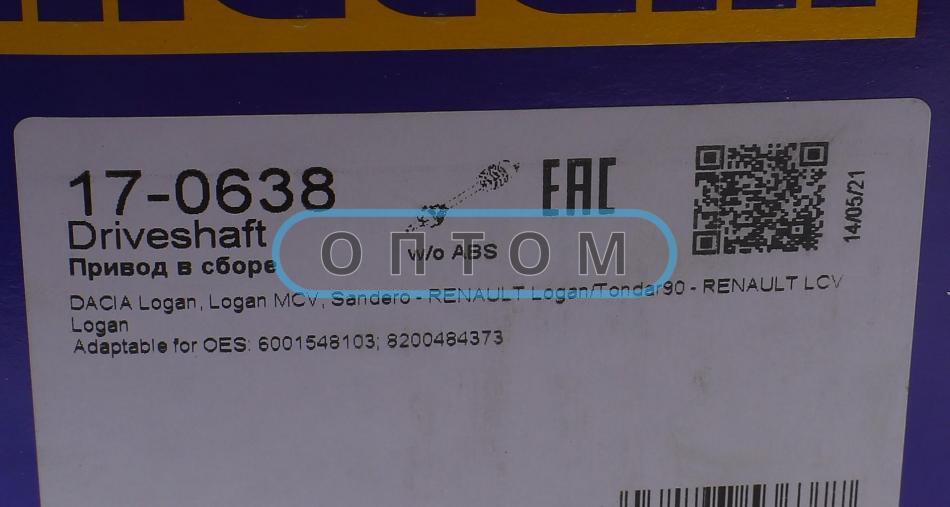 17-0638
Driveshaft
Привод в сборе
w/o ABS
EAC
14/05/21
ОПТОМ
DACIA Logan, Logan MCV, Sandero - RENAULT Logan/Tondar90 - RENAULT LCV
Logan
Adaptable for OES: 6001548103; 8200484373